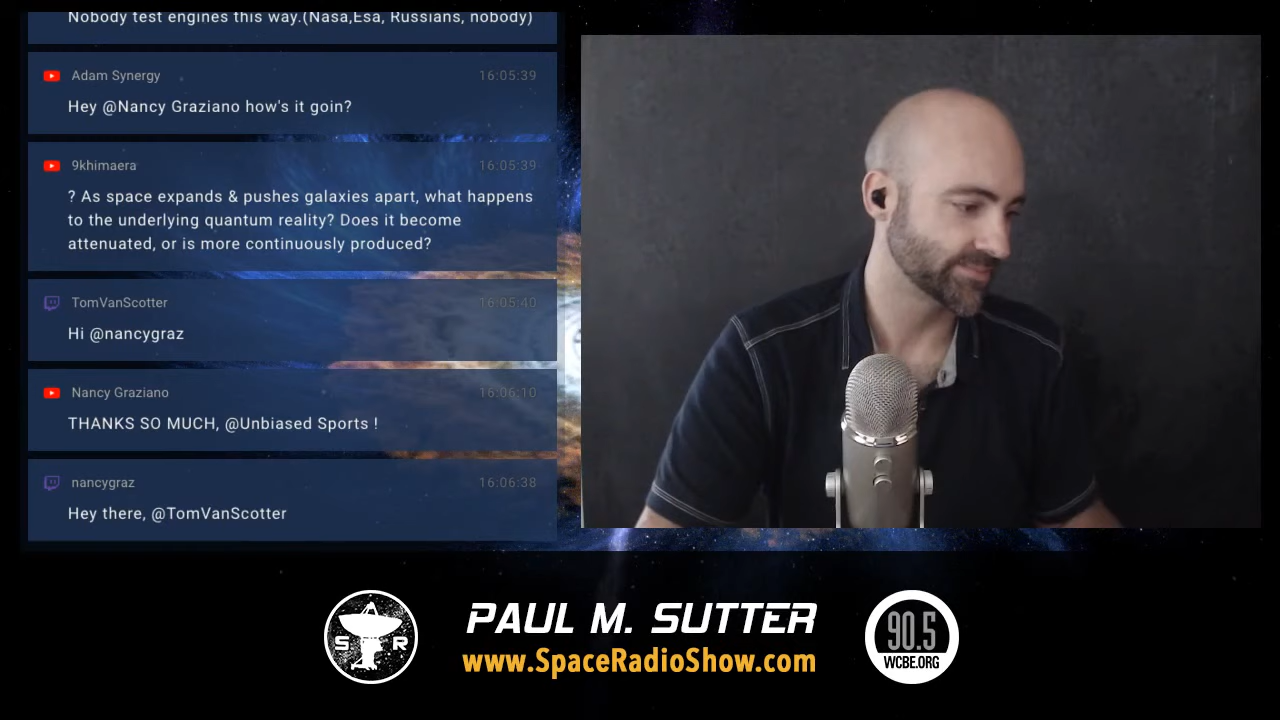 Nobody test engines this way.(Nasa,Esa, Russians, nobody)
Adam Synergy 16:05:39
Hey @Nancy Graziano how's it goin?
9khimaera 16:05:39
? As space expands & pushes galaxies apart, what happens
to the underlying quantum reality? Does it become
attenuated, or is more continuously produced?
TomVanScotter 16:05:40
Hi @nancygraz
Nancy Graziano 16:06:10
THANKS SO MUCH, @Unbiased Sports !
nancygraz 16:06:38
Hey there, @TomVanScotter
S R
PAUL M. SUTTER
www.SpaceRadioShow.com
90.5
WCBE.ORG